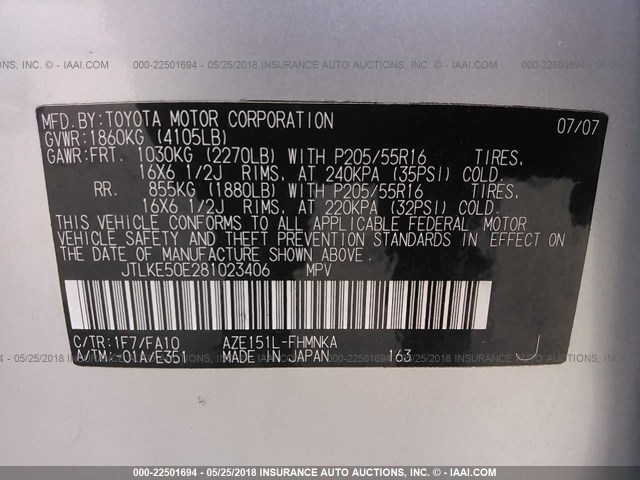 000-22501694 - 05/25/2018 INSURANCE AUTO AUCTIONS, INC. - IAAI.COM
MFD.BY:TOYOTA MOTOR CORPORATION 07/07
GVWR:1860KG (4105LB)
GAWR:FRT. 1030KG (2270LB) WITH P205/55R16 TIRES,
16X6 1/2J RIMS, AT 240KPA (35PSI) COLD.
RR. 855KG (1880LB) WITH P205/55R16 TIRES,
16X6 1/2J RIMS, AT 220KPA (32PSI) COLD.
THIS VEHICLE CONFORMS TO ALL APPLICABLE FEDERAL MOTOR
VEHICLE SAFETY AND THEFT PREVENTION STANDARDS IN EFFECT ON
THE DATE OF MANUFACTURE SHOWN ABOVE.
JTLKE50E281023406 MPV
C/TR:1F7/FA10 AZE151L-FHMNKA
A/TM:-01A/E351 MADE IN JAPAN 163
000-22501694 - 05/25/2018 INSURANCE AUTO AUCTIONS, INC. - IAAI.COM